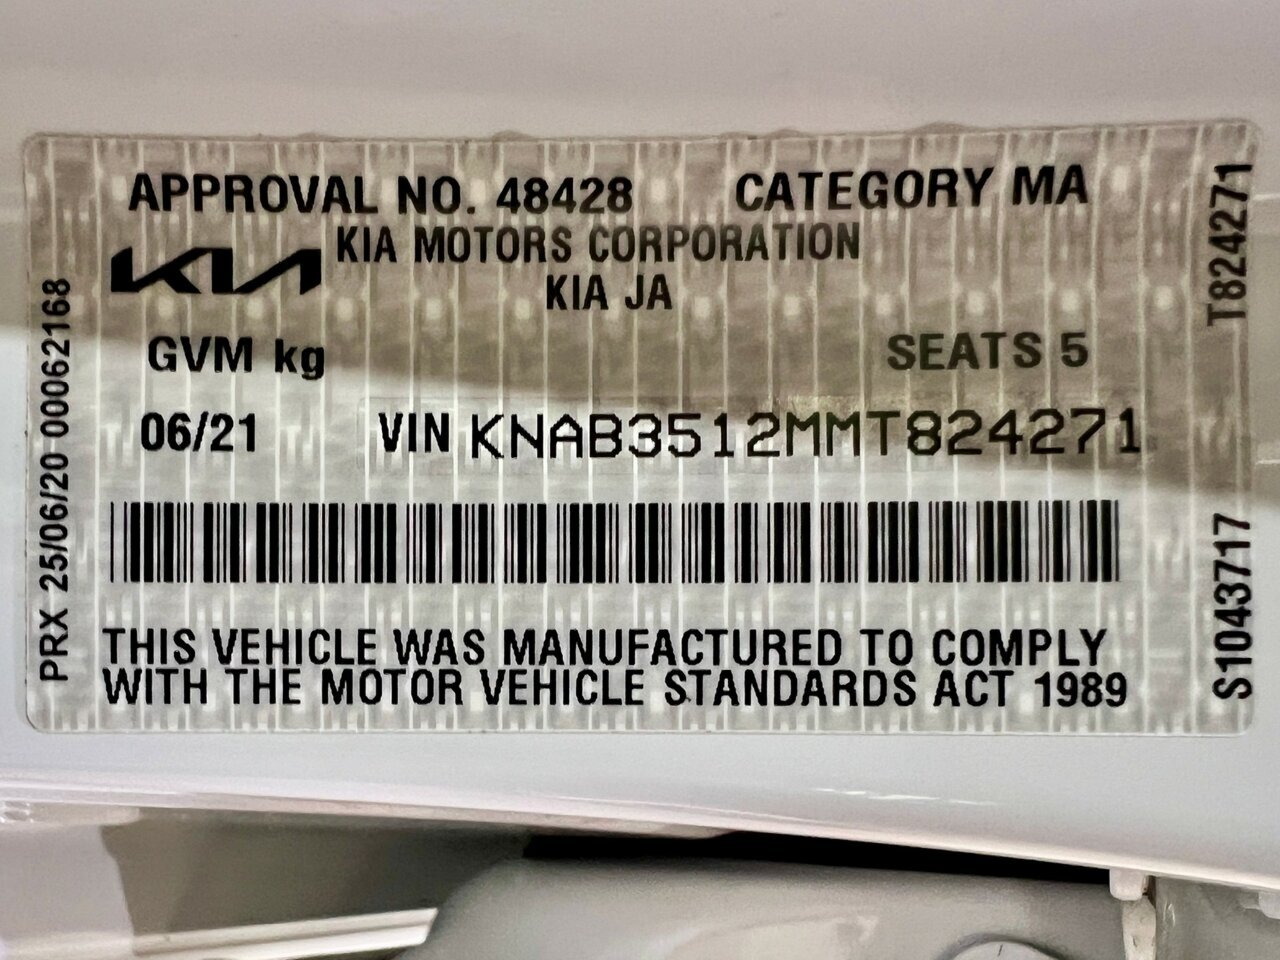 APPROVAL NO. 48428 CATEGORY MA
KIA KIA MOTORS CORPORATION
KIA JA
GVM kg SEATS 5
06/21 VIN KNAB3512MMT824271
THIS VEHICLE WAS MANUFACTURED TO COMPLY
WITH THE MOTOR VEHICLE STANDARDS ACT 1989
PRX 25/06/20 00062168
T824271
S1043717